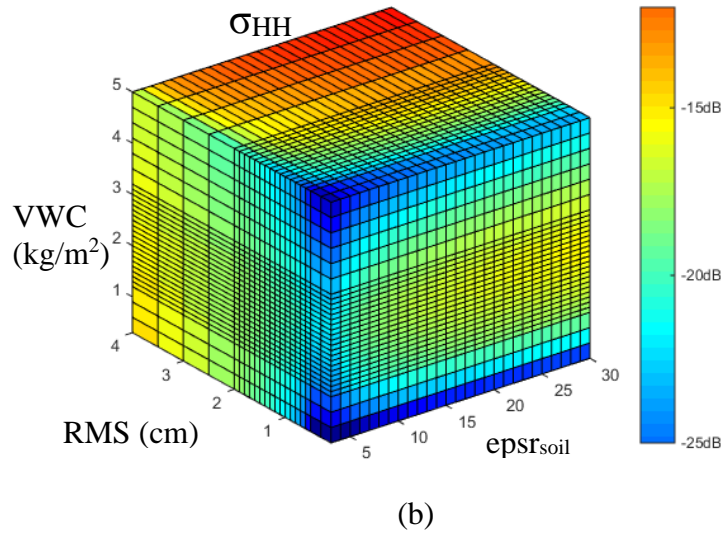 σHH
5
4
3
2
1
VWC
(kg/m²)
4
3
2
1
RMS (cm)
5
10
15
20
25
30
epsrsoil
-15dB
-20dB
-25dB
(b)